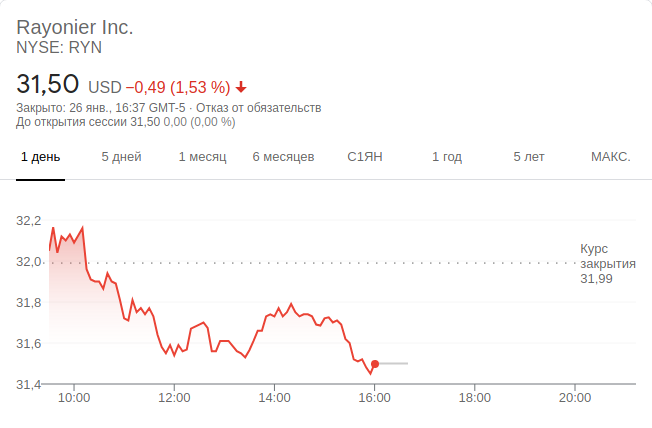 Rayonier Inc.
NYSE: RYN
31,50 USD −0,49 (1,53 %)
Закрыто: 26 янв., 16:37 GMT-5 · Отказ от обязательств
До открытия сессии 31,50 0,00 (0,00 %)
1 день 5 дней 1 месяц 6 месяцев С1ЯН 1 год 5 лет МАКС.
32,2
Курс
32,0 закрытия
31,99
31,8
31,6
31,4
10:00 12:00 14:00 16:00 18:00 20:00